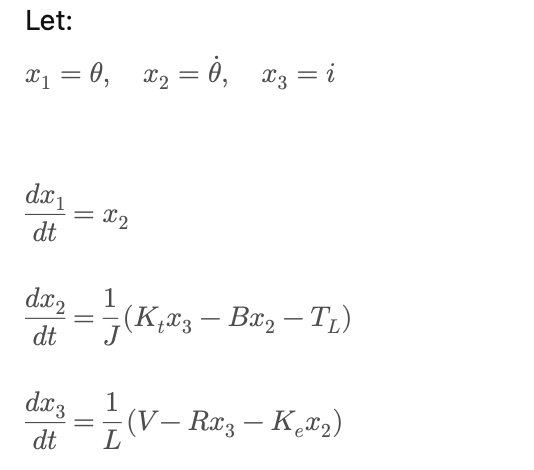 Let:
x₁ = θ, x₂ = θ̇, x₃ = i
dx₁/dt = x₂
dx₂/dt = 1/J (Kₜx₃ − Bx₂ − T_L)
dx₃/dt = 1/L (V− Rx₃ − Kₑx₂)